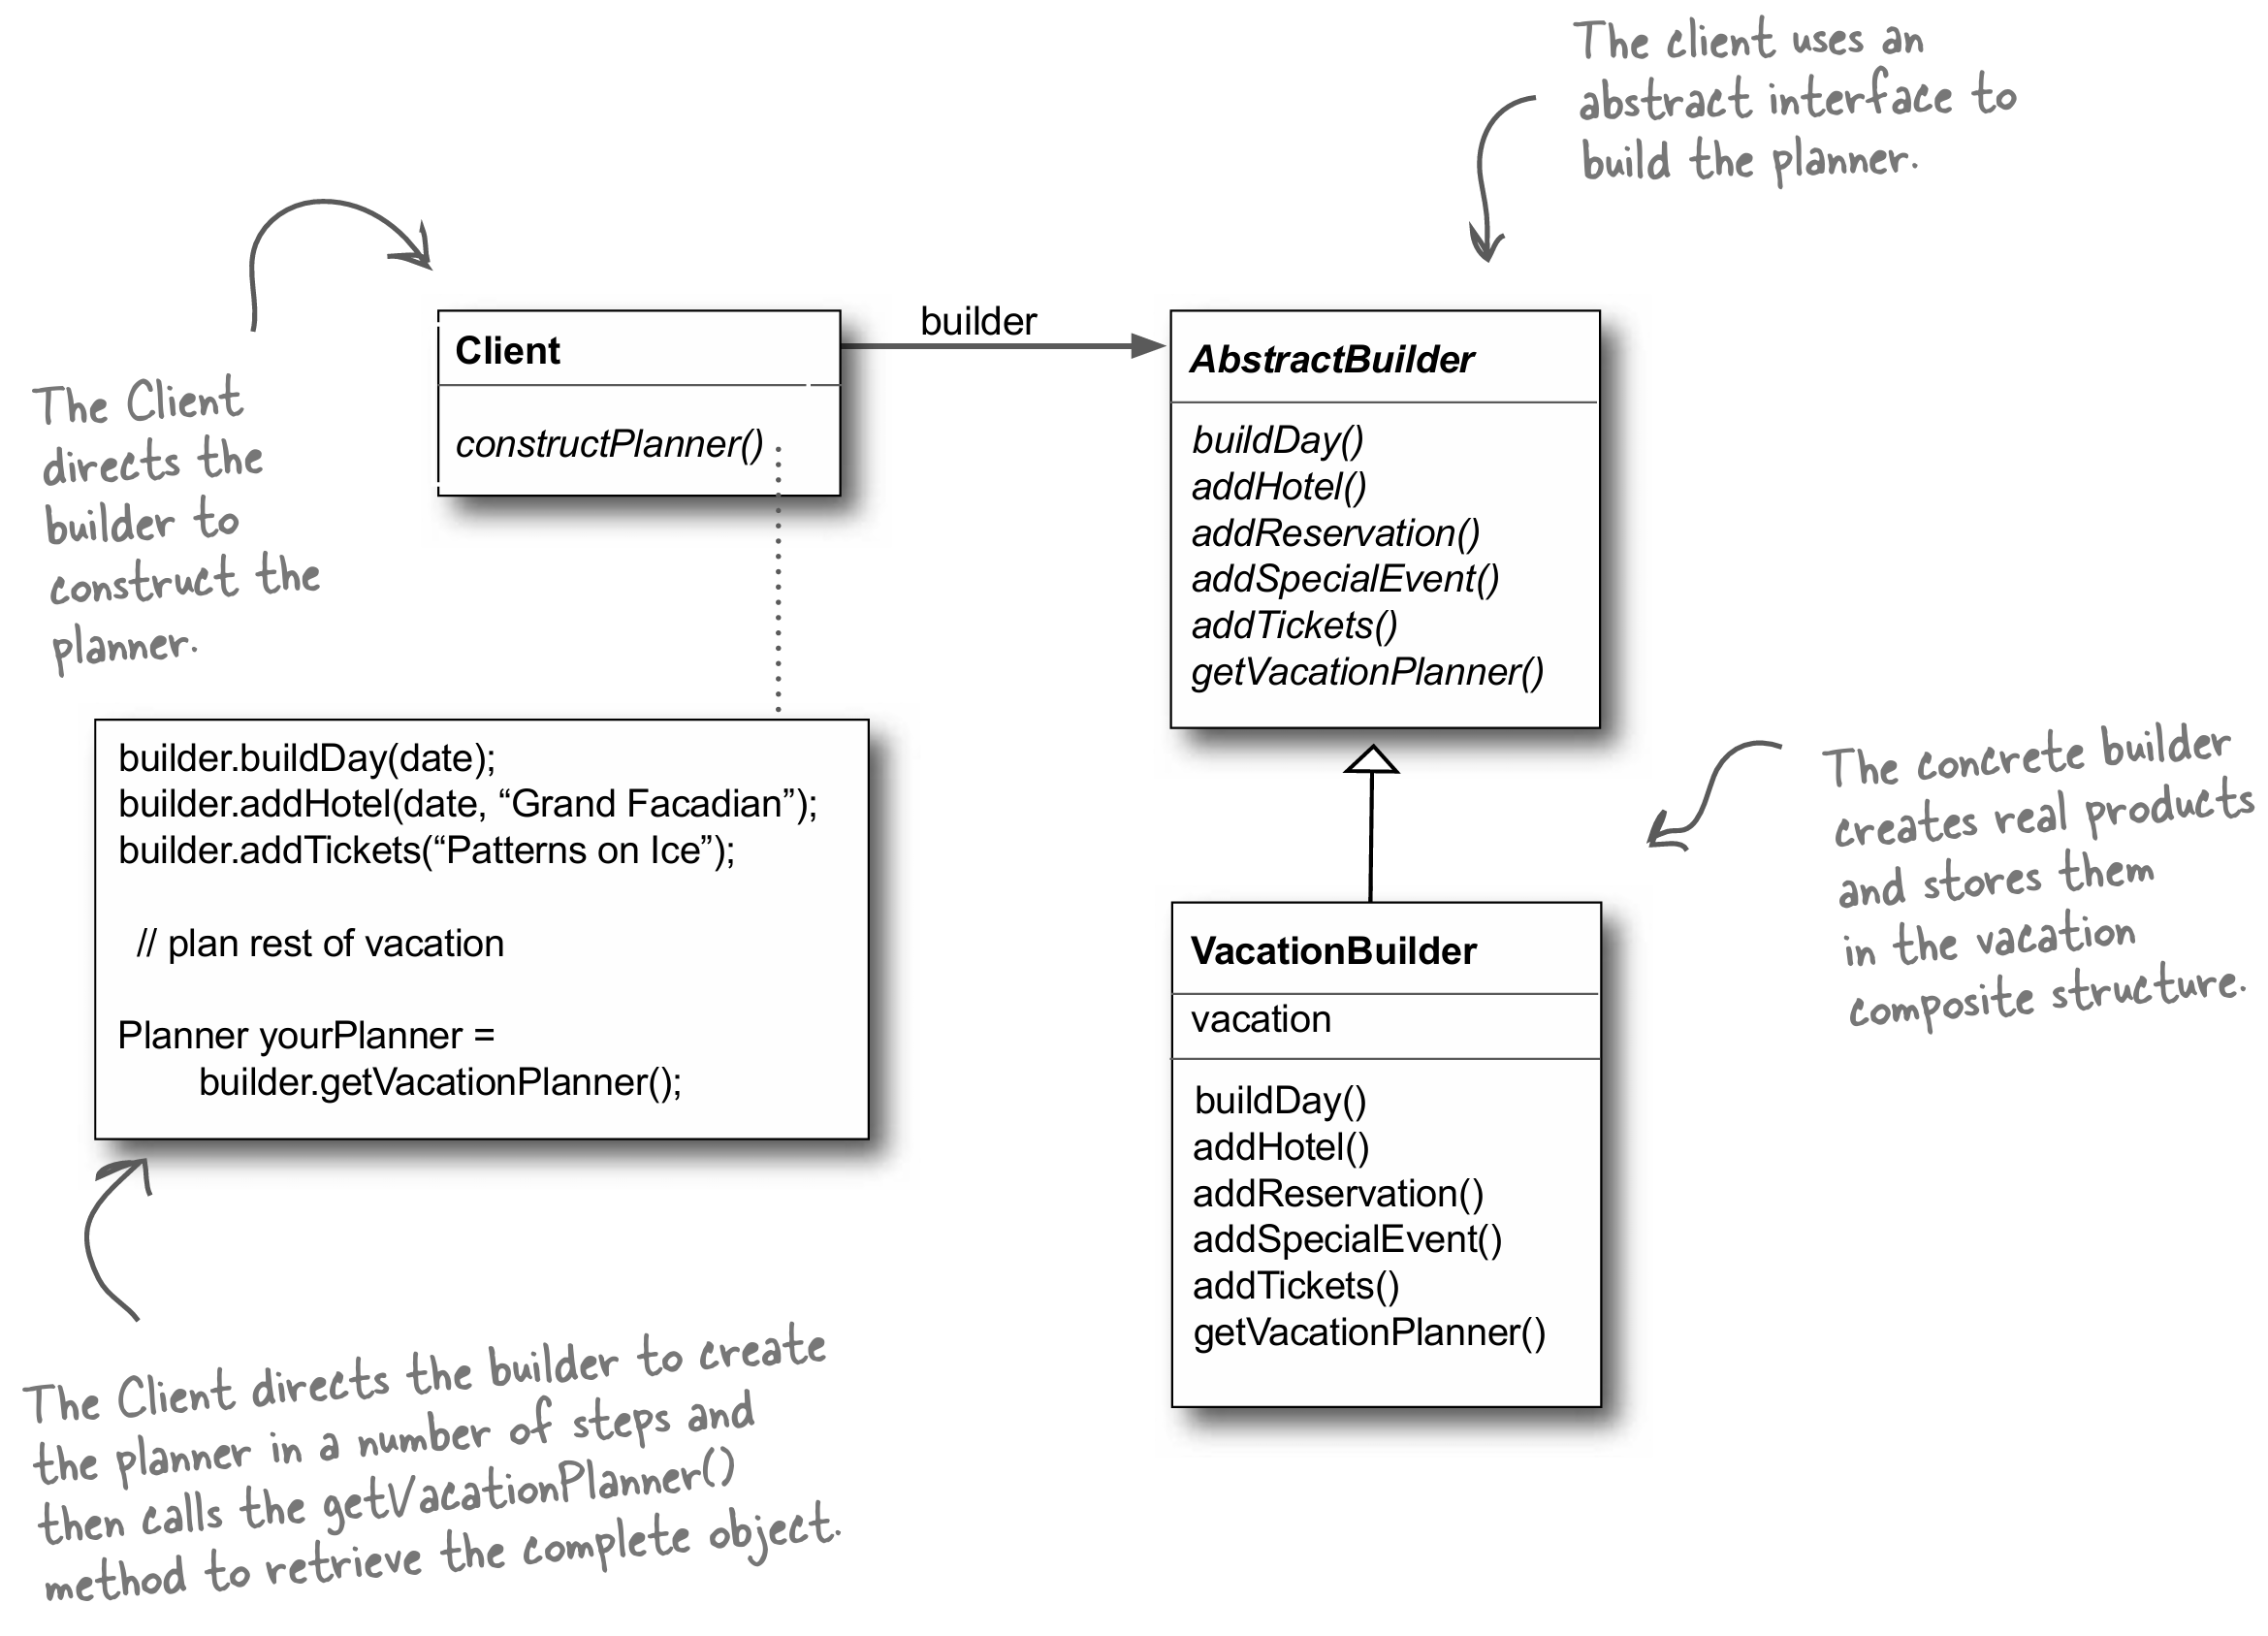 The client uses an
abstract interface to
build the planner.
The Client
directs the
builder to
construct the
planner.
Client
constructPlanner()
builder
AbstractBuilder
buildDay()
addHotel()
addReservation()
addSpecialEvent()
addTickets()
getVacationPlanner()
builder.buildDay(date);
builder.addHotel(date, “Grand Facadian”);
builder.addTickets(“Patterns on Ice”);
// plan rest of vacation
Planner yourPlanner =
builder.getVacationPlanner();
The concrete builder
creates real products
and stores them
in the vacation
composite structure.
VacationBuilder
vacation
buildDay()
addHotel()
addReservation()
addSpecialEvent()
addTickets()
getVacationPlanner()
The Client directs the builder to create
the planner in a number of steps and
then calls the getVacationPlanner()
method to retrieve the complete object.